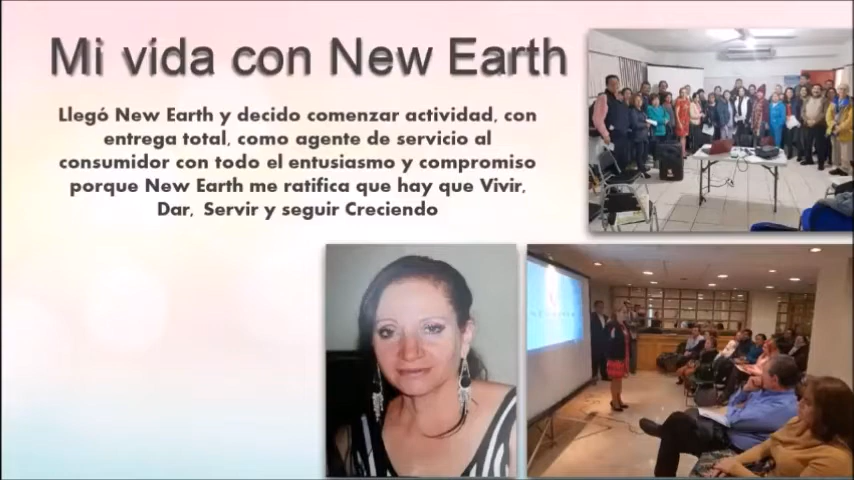 Mi vida con New Earth
Llegó New Earth y decido comenzar actividad, con
entrega total, como agente de servicio al
consumidor con todo el entusiasmo y compromiso
porque New Earth me ratifica que hay que Vivir,
Dar, Servir y seguir Creciendo